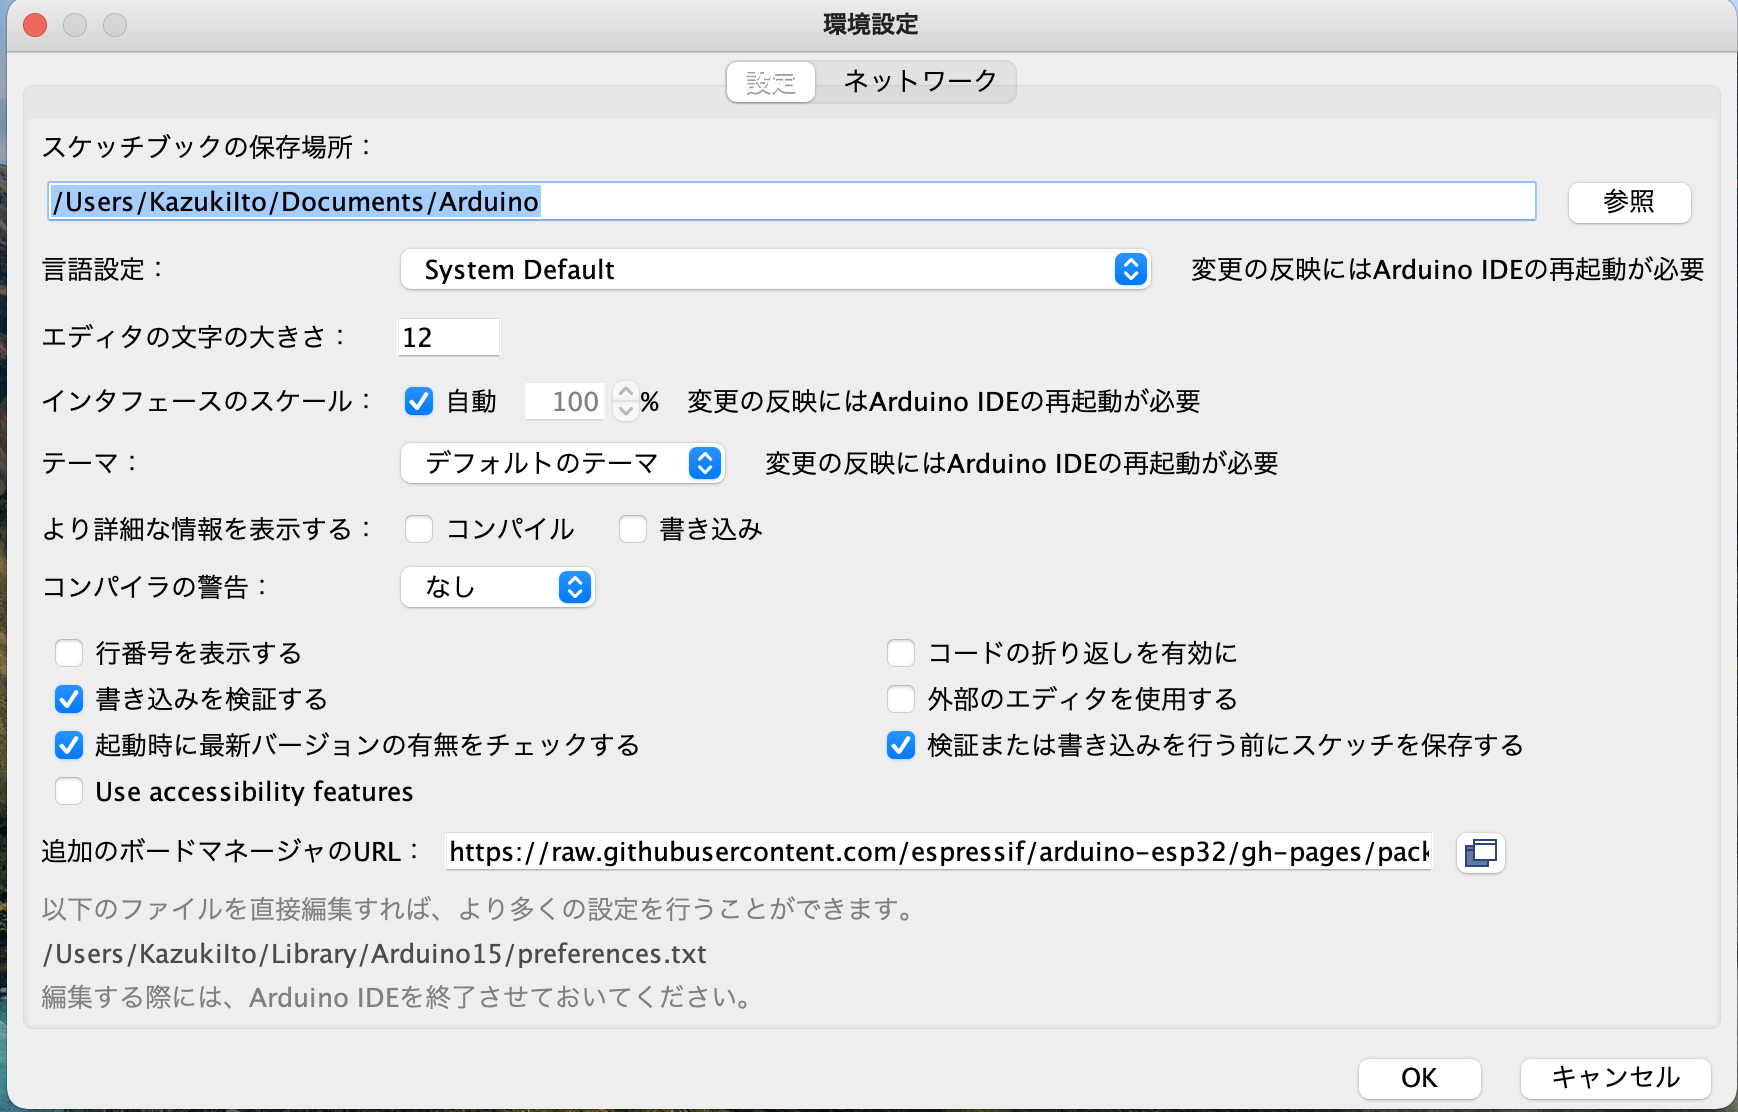 環境設定
設定 ネットワーク
スケッチブックの保存場所：
/Users/KazukiIto/Documents/Arduino 参照
言語設定： System Default 変更の反映にはArduino IDEの再起動が必要
エディタの文字の大きさ： 12
インタフェースのスケール： 自動 100 % 変更の反映にはArduino IDEの再起動が必要
テーマ： デフォルトのテーマ 変更の反映にはArduino IDEの再起動が必要
より詳細な情報を表示する： コンパイル 書き込み
コンパイラの警告： なし
行番号を表示する コードの折り返しを有効に
書き込みを検証する 外部のエディタを使用する
起動時に最新バージョンの有無をチェックする 検証または書き込みを行う前にスケッチを保存する
Use accessibility features
追加のボードマネージャのURL： https://raw.githubusercontent.com/espressif/arduino-esp32/gh-pages/pack
以下のファイルを直接編集すれば、より多くの設定を行うことができます。
/Users/KazukiIto/Library/Arduino15/preferences.txt
編集する際には、Arduino IDEを終了させておいてください。
OK キャンセル